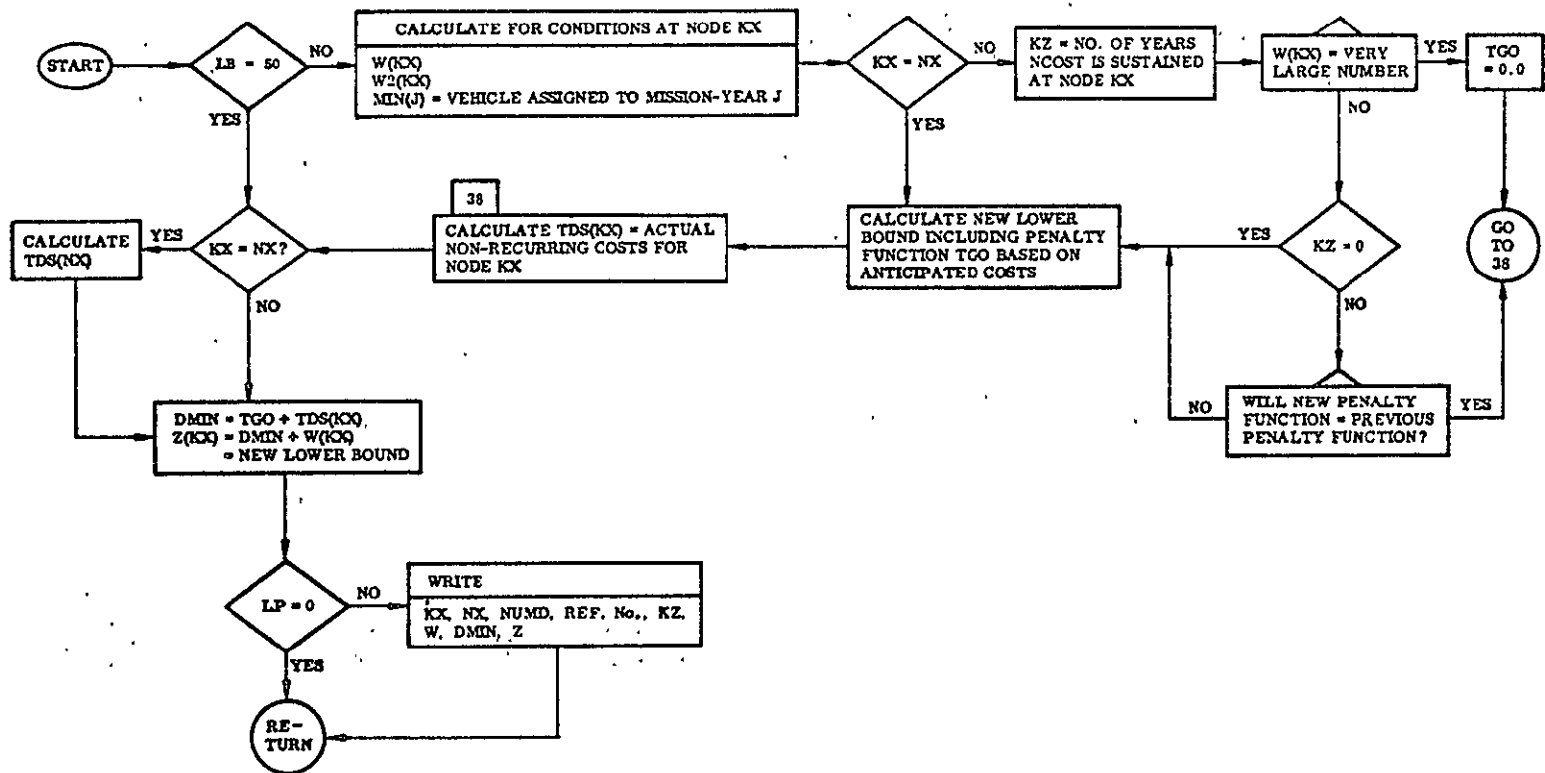 START
LB = 50
NO
YES
CALCULATE FOR CONDITIONS AT NODE KX
W(KX)
W2(KX)
MIN(J) = VEHICLE ASSIGNED TO MISSION-YEAR J
KX = NX
NO
YES
KZ = NO. OF YEARS
NCOST IS SUSTAINED
AT NODE KX
W(KX) = VERY
LARGE NUMBER
YES
NO
TGO
= 0.0
CALCULATE
TDS(NX)
YES
KX = NX?
NO
38
CALCULATE TDS(KX) = ACTUAL
NON-RECURRING COSTS FOR
NODE KX
CALCULATE NEW LOWER
BOUND INCLUDING PENALTY
FUNCTION TGO BASED ON
ANTICIPATED COSTS
YES
KZ = 0
NO
GO
TO
38
NO
WILL NEW PENALTY
FUNCTION = PREVIOUS
PENALTY FUNCTION?
YES
DMIN = TGO + TDS(KX),
Z(KX) = DMIN + W(KX)
= NEW LOWER BOUND
LP = 0
NO
YES
WRITE
KX, NX, NUMD, REF, No., KZ,
W, DMIN, Z
RE-
TURN